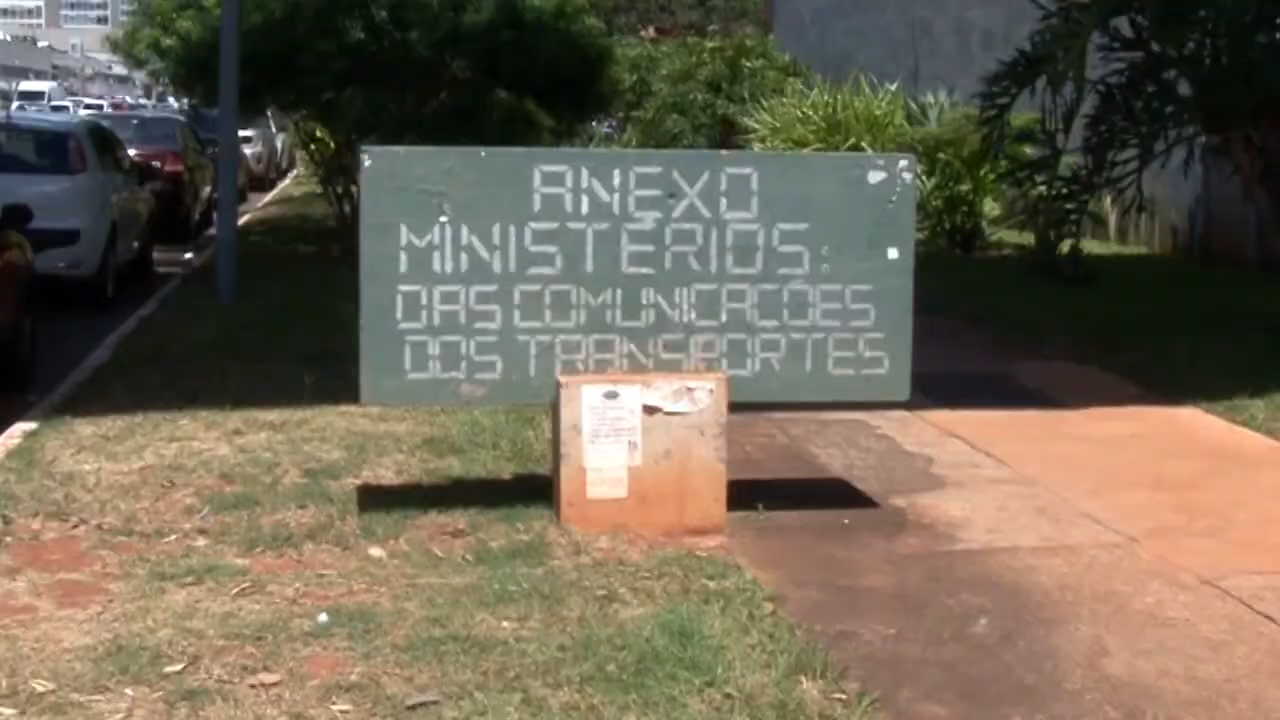 ANEXO
MINISTÉRIOS:
DAS COMUNICAÇÕES
DOS TRANSPORTES